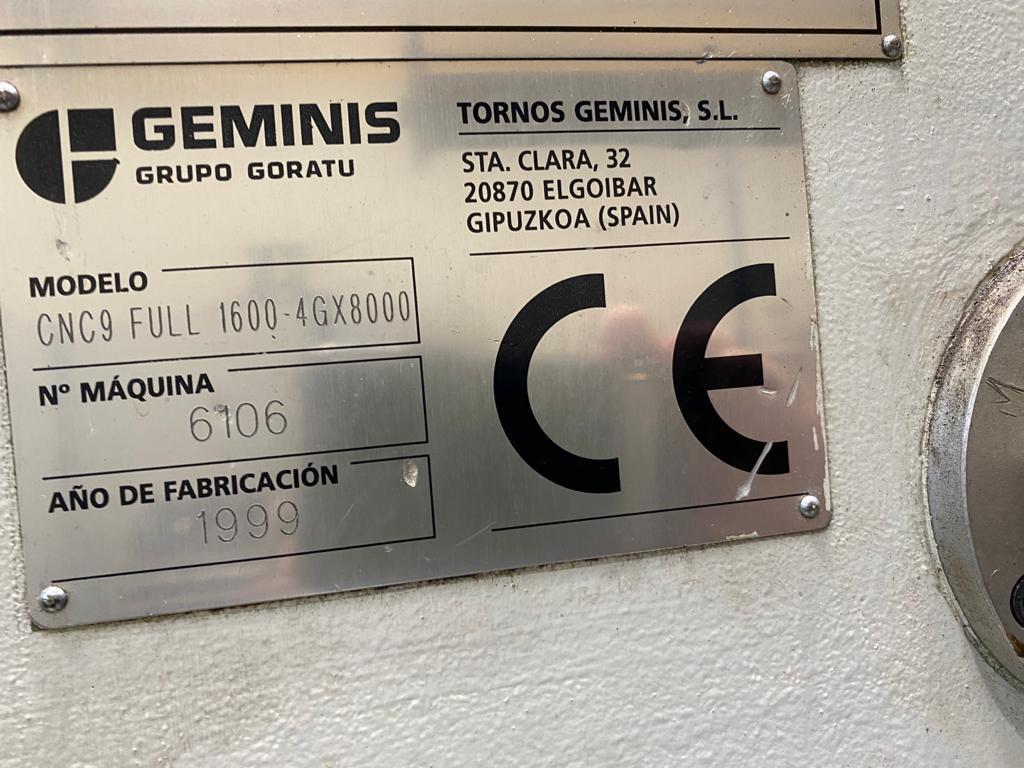 GEMINIS
GRUPO GORATU
TORNOS GEMINIS, S.L.
STA. CLARA, 32
20870 ELGOIBAR
GIPUZKOA (SPAIN)
MODELO
CNC9 FULL 1600-4GX8000
Nº MÁQUINA
6106
AÑO DE FABRICACIÓN
1999
CE